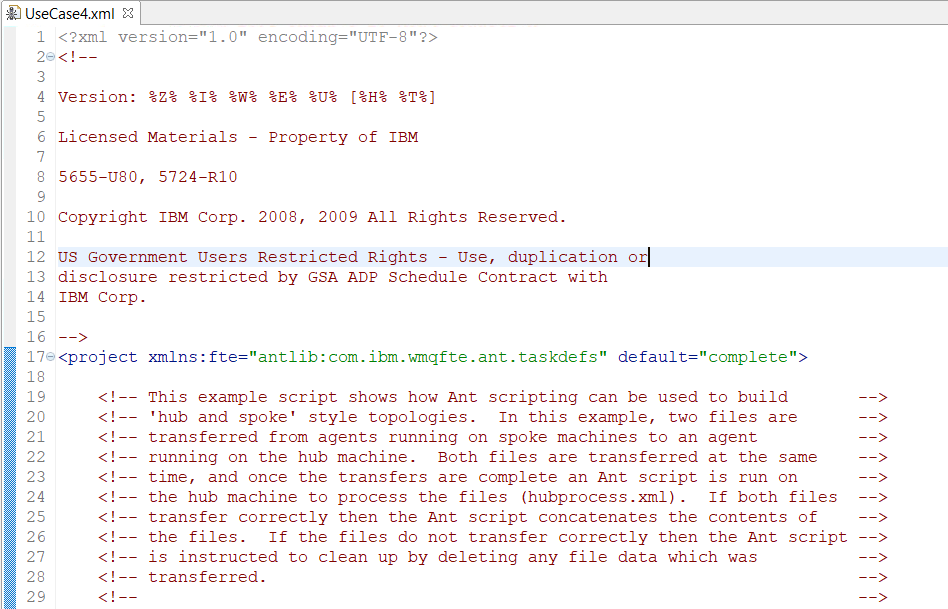 UseCase4.xml
1 <?xml version="1.0" encoding="UTF-8"?>
2 <!--
3
4 Version: %Z% %I% %W% %E% %U% [%H% %T%]
5
6 Licensed Materials - Property of IBM
7
8 5655-U80, 5724-R10
9
10 Copyright IBM Corp. 2008, 2009 All Rights Reserved.
11
12 US Government Users Restricted Rights - Use, duplication or
13 disclosure restricted by GSA ADP Schedule Contract with
14 IBM Corp.
15
16 -->
17 <project xmlns:fte="antlib:com.ibm.wmqfte.ant.taskdefs" default="complete">
18
19     <!-- This example script shows how Ant scripting can be used to build       -->
20     <!-- 'hub and spoke' style topologies.  In this example, two files are      -->
21     <!-- transferred from agents running on spoke machines to an agent          -->
22     <!-- running on the hub machine.  Both files are transferred at the same    -->
23     <!-- time, and once the transfers are complete an Ant script is run on      -->
24     <!-- the hub machine to process the files (hubprocess.xml).  If both files  -->
25     <!-- transfer correctly then the Ant script concatenates the contents of    -->
26     <!-- the files.  If the files do not transfer correctly then the Ant script -->
27     <!-- is instructed to clean up by deleting any file data which was          -->
28     <!-- transferred.                                                           -->
29     <!--                                                                        -->